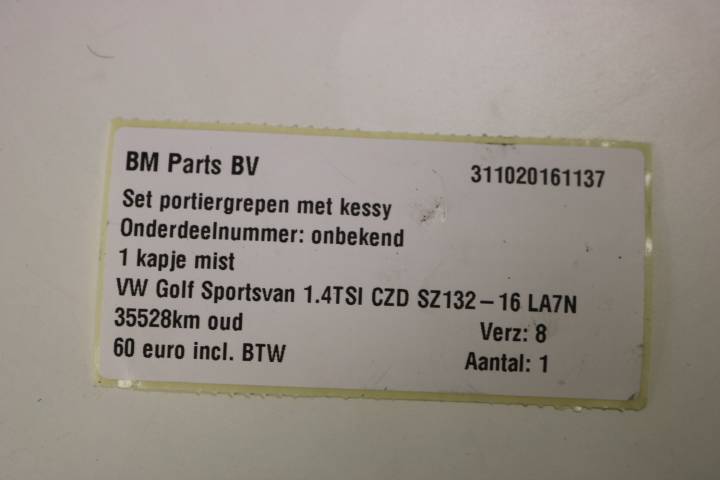 BM Parts BV 311020161137
Set portiergrepen met kessy
Onderdeelnummer: onbekend
1 kapje mist
VW Golf Sportsvan 1.4TSI CZD SZ132-16 LA7N
35528km oud Verz: 8
60 euro incl. BTW Aantal: 1